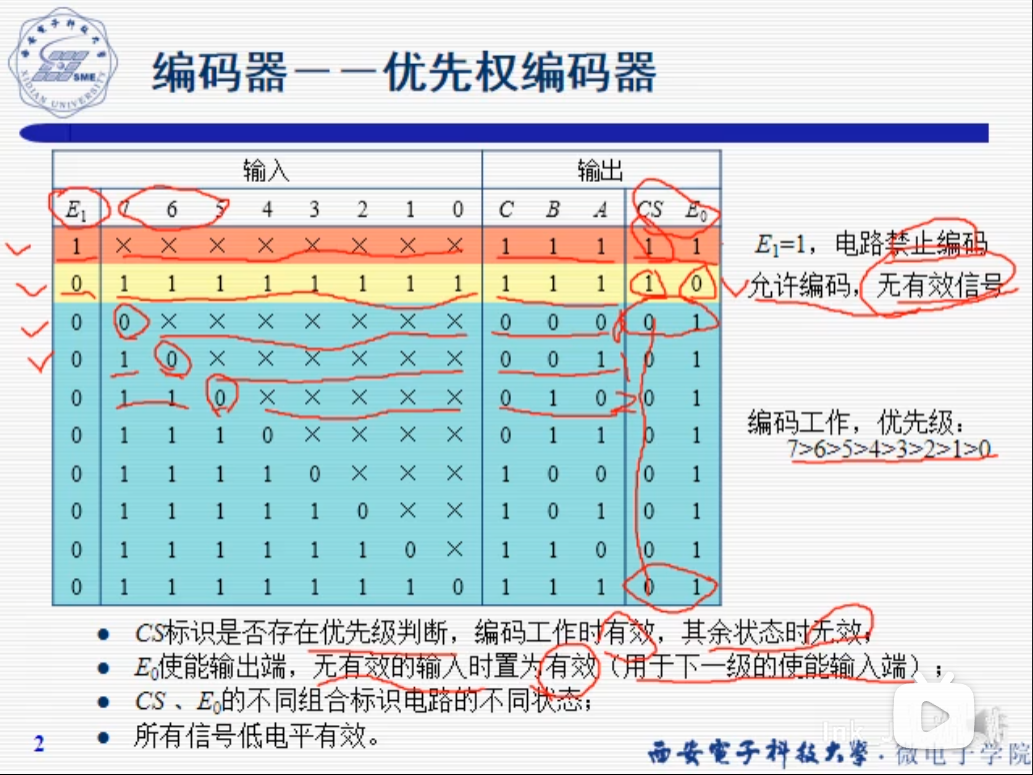 编码器——优先权编码器
SME
XIDIAN UNIVERSITY
输入 输出
E₁ 7 6 5 4 3 2 1 0 C B A CS E₀
1 × × × × × × × × 1 1 1 1 1 E₁=1，电路禁止编码
0 1 1 1 1 1 1 1 1 1 1 1 1 0 允许编码，无有效信号
0 0 × × × × × × × 0 0 0 0 1
0 1 0 × × × × × × 0 0 1 0 1
0 1 1 0 × × × × × 0 1 0 0 1
0 1 1 1 0 × × × × 0 1 1 0 1
编码工作，优先级：
7>6>5>4>3>2>1>0
0 1 1 1 1 0 × × × 1 0 0 0 1
0 1 1 1 1 1 0 × × 1 0 1 0 1
0 1 1 1 1 1 1 0 × 1 1 0 0 1
0 1 1 1 1 1 1 1 0 1 1 1 0 1
● CS标识是否存在优先级判断，编码工作时有效，其余状态时无效；
● E₀使能输出端，无有效的输入时置为有效（用于下一级的使能输入端）；
● CS 、E₀的不同组合标识电路的不同状态；
● 所有信号低电平有效。
2
西安电子科技大学 · 微电子学院